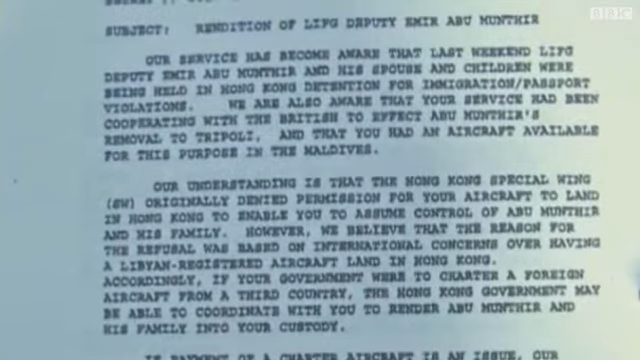 BBC
SUBJECT: RENDITION OF LIFG DEPUTY EMIR ABU MUNTHIR
OUR SERVICE HAS BECOME AWARE THAT LAST WEEKEND LIFG
DEPUTY EMIR ABU MUNTHIR AND HIS SPOUSE AND CHILDREN WERE
BEING HELD IN HONG KONG DETENTION FOR IMMIGRATION/PASSPORT
VIOLATIONS. WE ARE ALSO AWARE THAT YOUR SERVICE HAD BEEN
COOPERATING WITH THE BRITISH TO EFFECT ABU MUNTHIR'S
REMOVAL TO TRIPOLI, AND THAT YOU HAD AN AIRCRAFT AVAILABLE
FOR THIS PURPOSE IN THE MALDIVES.
OUR UNDERSTANDING IS THAT THE HONG KONG SPECIAL WING
(SW) ORIGINALLY DENIED PERMISSION FOR YOUR AIRCRAFT TO LAND
IN HONG KONG TO ENABLE YOU TO ASSUME CONTROL OF ABU MUNTHIR
AND HIS FAMILY. HOWEVER, WE BELIEVE THAT THE REASON FOR
THE REFUSAL WAS BASED ON INTERNATIONAL CONCERNS OVER HAVING
A LIBYAN-REGISTERED AIRCRAFT LAND IN HONG KONG.
ACCORDINGLY, IF YOUR GOVERNMENT WERE TO CHARTER A FOREIGN
AIRCRAFT FROM A THIRD COUNTRY, THE HONG KONG GOVERNMENT MAY
BE ABLE TO COORDINATE WITH YOU TO RENDER ABU MUNTHIR AND
HIS FAMILY INTO YOUR CUSTODY.
IF PAYMENT OF A CHARTER AIRCRAFT IS AN ISSUE, OUR